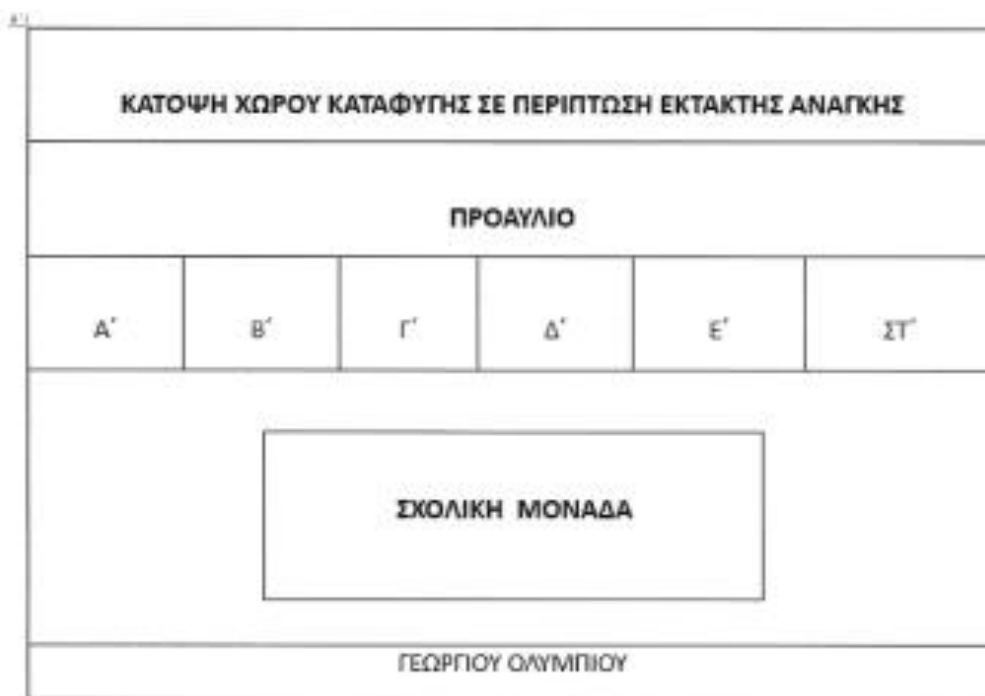 ΚΑΤΟΨΗ ΧΩΡΟΥ ΚΑΤΑΦΥΓΗΣ ΣΕ ΠΕΡΙΠΤΩΣΗ ΕΚΤΑΚΤΗΣ ΑΝΑΓΚΗΣ
ΠΡΟΑΥΛΙΟ
Α΄ Β΄ Γ΄ Δ΄ Ε΄ ΣΤ΄
ΣΧΟΛΙΚΗ ΜΟΝΑΔΑ
ΓΕΩΡΓΙΟΥ ΟΛΥΜΠΙΟΥ